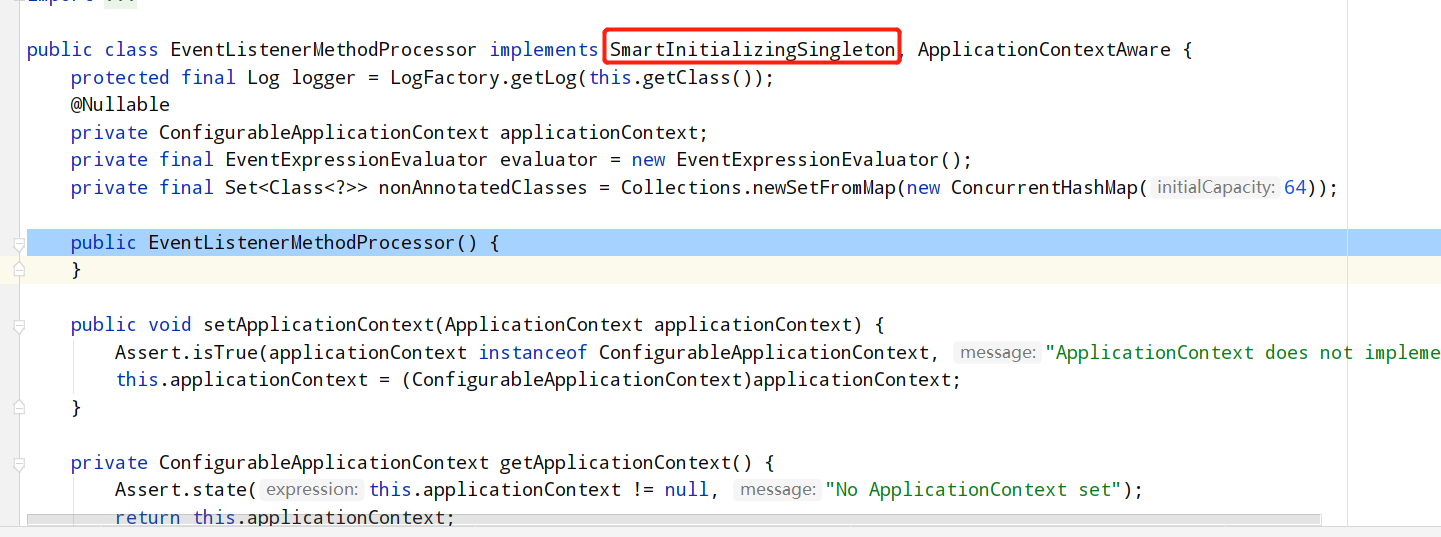 import ...
public class EventListenerMethodProcessor implements SmartInitializingSingleton, ApplicationContextAware {
protected final Log logger = LogFactory.getLog(this.getClass());
@Nullable
private ConfigurableApplicationContext applicationContext;
private final EventExpressionEvaluator evaluator = new EventExpressionEvaluator();
private final Set<Class<?>> nonAnnotatedClasses = Collections.newSetFromMap(new ConcurrentHashMap( initialCapacity: 64));
public EventListenerMethodProcessor() {
}
public void setApplicationContext(ApplicationContext applicationContext) {
Assert.isTrue(applicationContext instanceof ConfigurableApplicationContext, message: "ApplicationContext does not impleme
this.applicationContext = (ConfigurableApplicationContext)applicationContext;
}
private ConfigurableApplicationContext getApplicationContext() {
Assert.state( expression: this.applicationContext != null, message: "No ApplicationContext set");
return this.applicationContext;